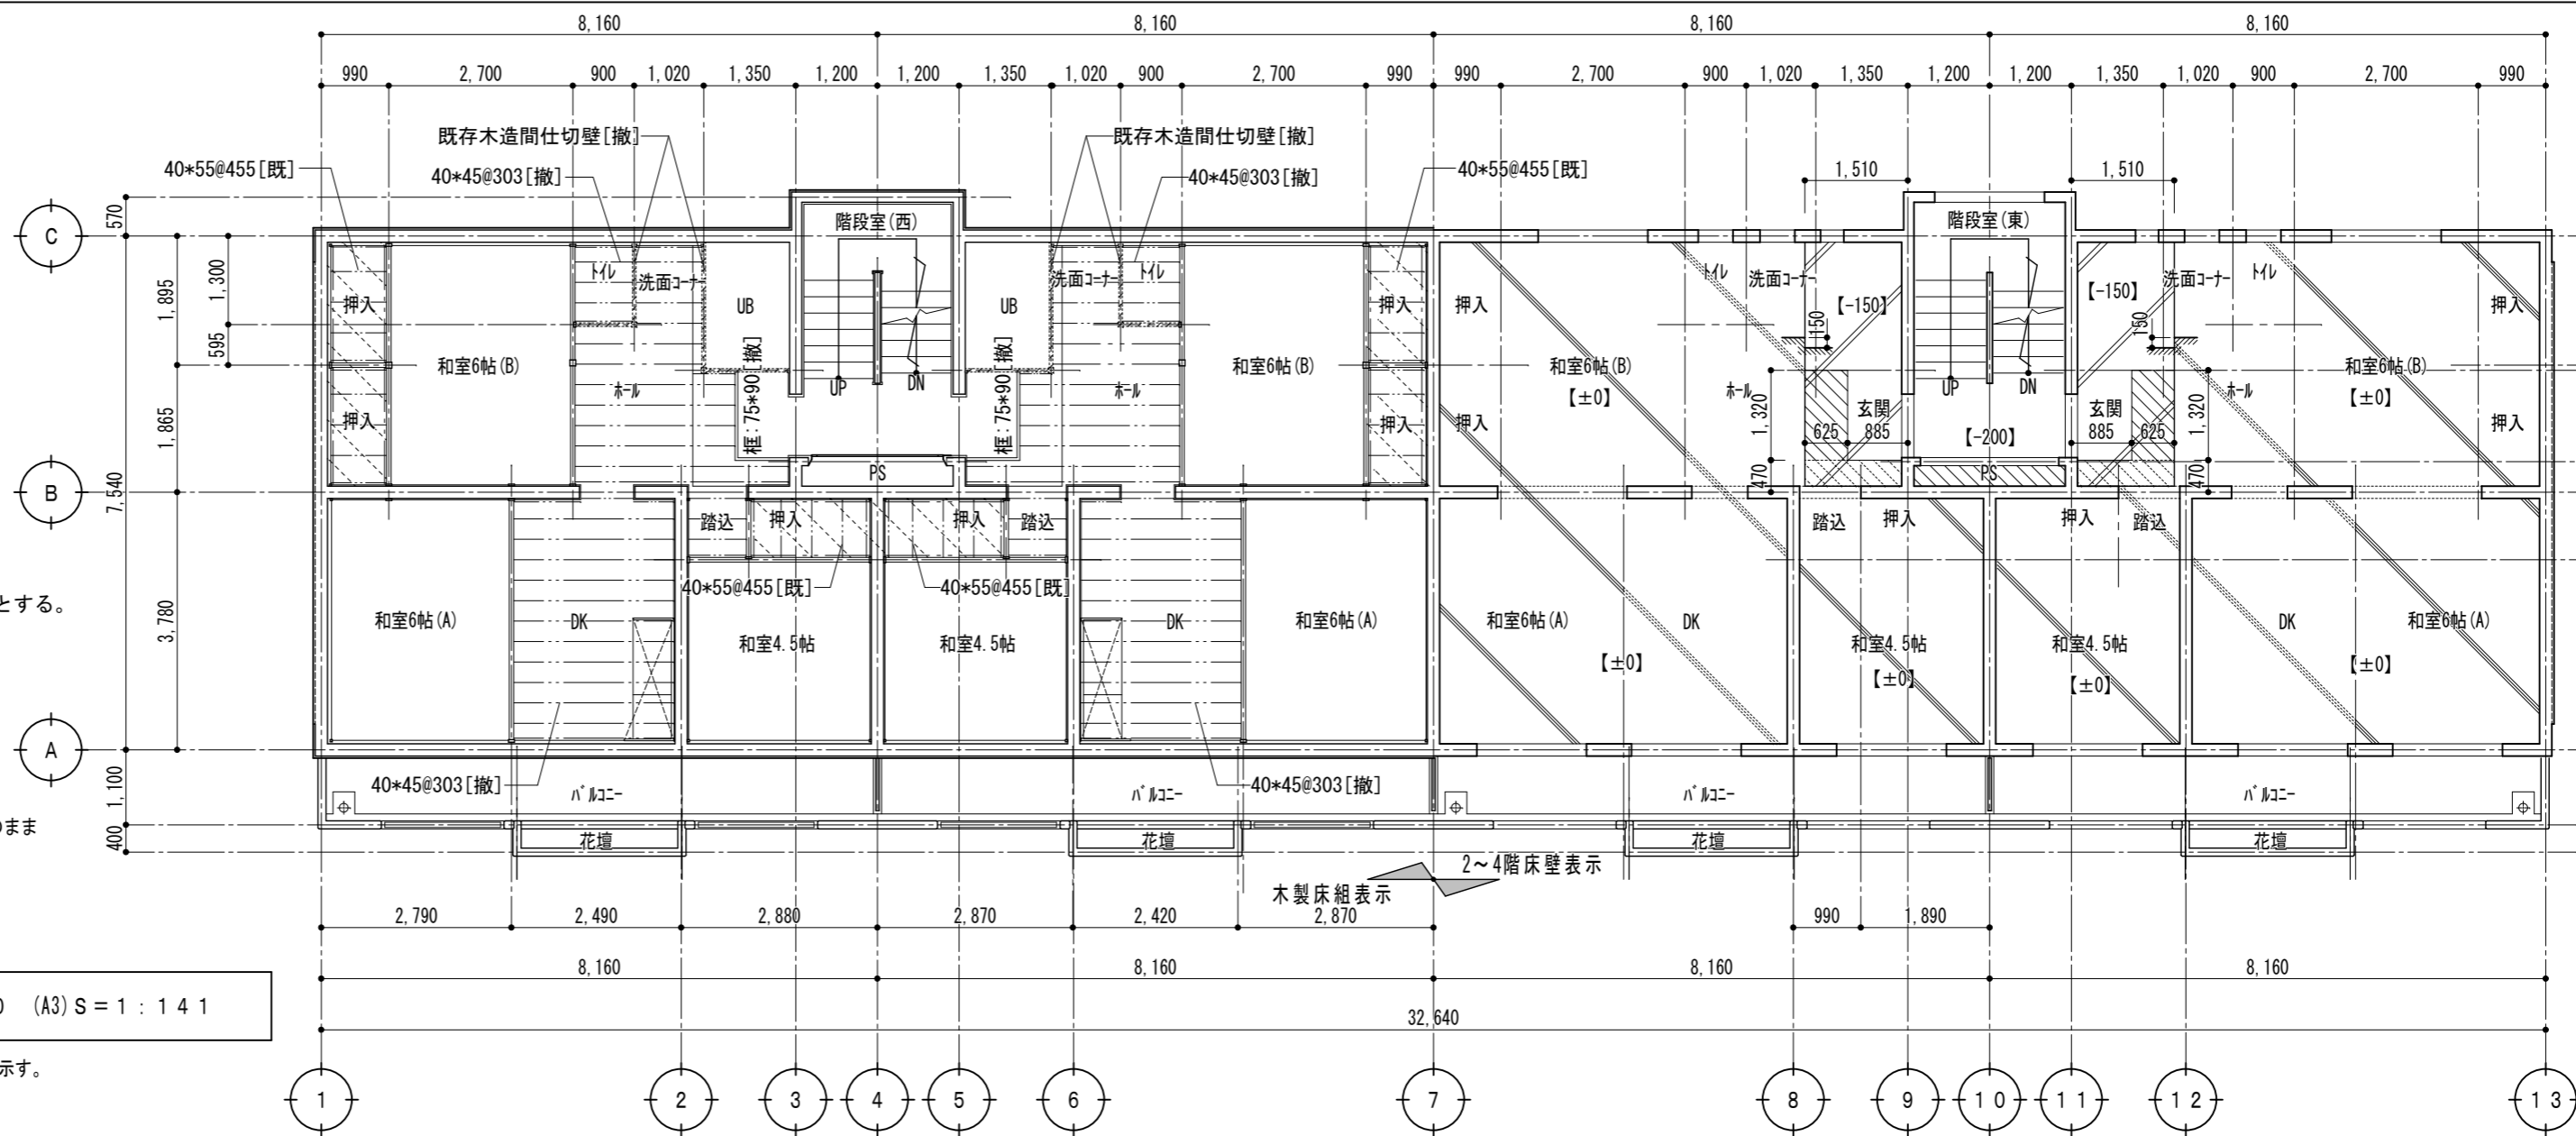 8,160 8,160 8,160 8,160
990 2,700 900 1,020 1,350 1,200 1,200 1,350 1,020 900 2,700 990 990 2,700 900 1,020 1,350 1,200 1,200 1,350 1,020 900 2,700 990
既存木造間仕切壁[撤] 既存木造間仕切壁[撤]
40*55@455[既] 40*45@303[撤] 40*45@303[撤] 40*55@455[既] 1,510 1,510
570
階段室(西) 階段室(東)
C
1,895 1,300 595
トイレ 洗面コーナー UB UB 洗面コーナー トイレ トイレ 洗面コーナー 【-150】 【-150】 洗面コーナー トイレ
押入 押入 押入 押入
150 150
和室6帖(B) 和室6帖(B) 和室6帖(B) 和室6帖(B)
【±0】 【±0】
ホール UP DN ホール ホール UP DN ホール
框:75*90[撤] 框:75*90[撤]
押入 押入 押入 押入
1,865 1,320 玄関 玄関 1,320
625 885 【-200】 885 625
PS PS
470 470
B
7,540
踏込 押入 押入 踏込 踏込 押入 押入 踏込
40*55@455[既] 40*55@455[既]
とする。
3,780
和室6帖(A) DK DK 和室6帖(A) 和室6帖(A) DK DK 和室6帖(A)
和室4.5帖 和室4.5帖 和室4.5帖 和室4.5帖
【±0】 【±0】 【±0】 【±0】
A
40*45@303[撤] 40*45@303[撤]
1,100
バルコニー バルコニー バルコニー バルコニー
まま
400
花壇 花壇 花壇 花壇
2～4階床壁表示
木製床組表示
2,790 2,490 2,880 2,870 2,420 2,870 990 1,890
8,160 8,160 8,160 8,160
(A3) S = 1 : 1 4 1
32,640
示す。
1 2 3 4 5 6 7 8 9 10 11 12 13